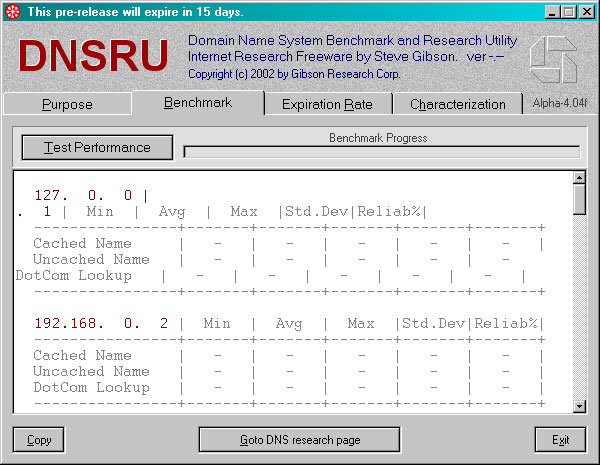 This pre-release will expire in 15 days.
DNSRU
Domain Name System Benchmark and Research Utility
Internet Research Freeware by Steve Gibson. ver -.--
Copyright (c) 2002 by Gibson Research Corp.
Purpose
Benchmark
Expiration Rate
Characterization
Alpha-4.04f
Test Performance
Benchmark Progress
127. 0. 0 |
. 1 | Min | Avg | Max |Std.Dev|Reliab%|
----------------+-------+-------+-------+-------+-------+
Cached Name | - | - | - | - | - |
Uncached Name | - | - | - | - | -
DotCom Lookup | - | - | - | - | - |
----------------+-------+-------+-------+-------+-------+
192.168. 0. 2 | Min | Avg | Max |Std.Dev|Reliab%|
----------------+-------+-------+-------+-------+-------+
Cached Name | - | - | - | - | - |
Uncached Name | - | - | - | - | - |
DotCom Lookup | - | - | - | - | - |
----------------+-------+-------+-------+-------+-------+
Copy
Goto DNS research page
Exit